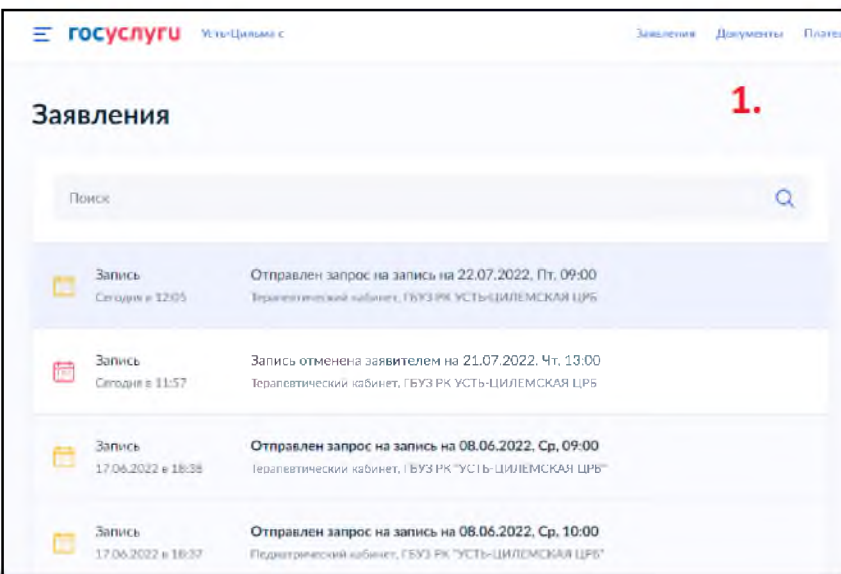 госуслуги Усть-Цильма с Заявления Документы
Заявления
1.
Поиск
Запись Отправлен запрос на запись на 22.07.2022, Пт, 09:00
Сегодня в 12:05 Терапевтический кабинет, ГБУЗ РК УСТЬ-ЦИЛЕМСКАЯ ЦРБ
Запись Запись отменена заявителем на 21.07.2022, Чт, 13:00
Сегодня в 11:57 Терапевтический кабинет, ГБУЗ РК УСТЬ-ЦИЛЕМСКАЯ ЦРБ
Запись Отправлен запрос на запись на 08.06.2022, Ср, 09:00
17.06.2022 в 18:38 Терапевтический кабинет, ГБУЗ РК "УСТЬ-ЦИЛЕМСКАЯ ЦРБ"
Запись Отправлен запрос на запись на 08.06.2022, Ср, 10:00
17.06.2022 в 18:37 Педиатрический кабинет, ГБУЗ РК "УСТЬ-ЦИЛЕМСКАЯ ЦРБ"